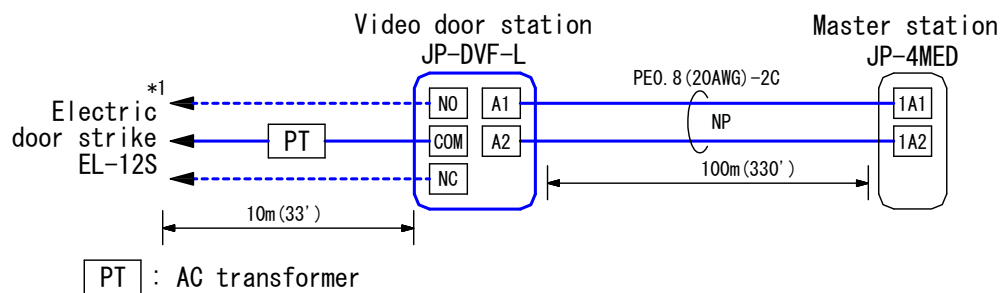 Video door station
JP-DVF-L
Master station
JP-4MED
*1
Electric
door strike
EL-12S
PT
NO
COM
NC
A1
A2
PE0.8(20AWG)-2C
NP
1A1
1A2
100m(330')
10m(33')
PT : AC transformer